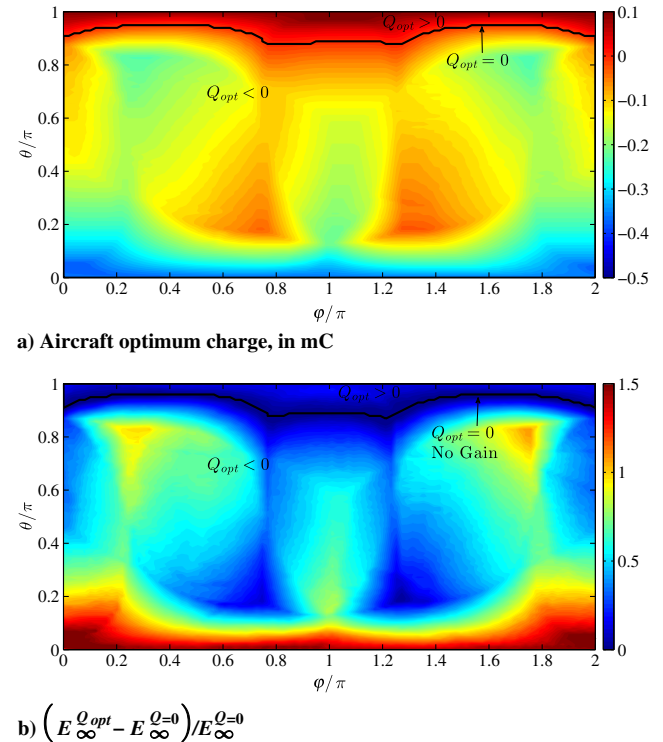 1
0.8
0.6
0.4
0.2
0
θ/π
0 0.2 0.4 0.6 0.8 1 1.2 1.4 1.6 1.8 2
φ/π
Q_opt > 0
Q_opt = 0
Q_opt < 0
0.1
0
−0.1
−0.2
−0.3
−0.4
−0.5
a) Aircraft optimum charge, in mC
1
0.8
0.6
0.4
0.2
0
θ/π
0 0.2 0.4 0.6 0.8 1 1.2 1.4 1.6 1.8 2
φ/π
Q_opt > 0
Q_opt = 0
No Gain
Q_opt < 0
1.5
1
0.5
0
b) (E_∞^Qopt − E_∞^Q=0)/E_∞^Q=0